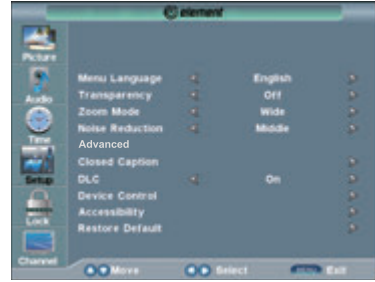 element
Picture
Audio
Time
Setup
Lock
Channel
Menu Language English
Transparency Off
Zoom Mode Wide
Noise Reduction Middle
Advanced
Closed Caption
DLC On
Device Control
Accessibility
Restore Default
Move Select MENU Exit